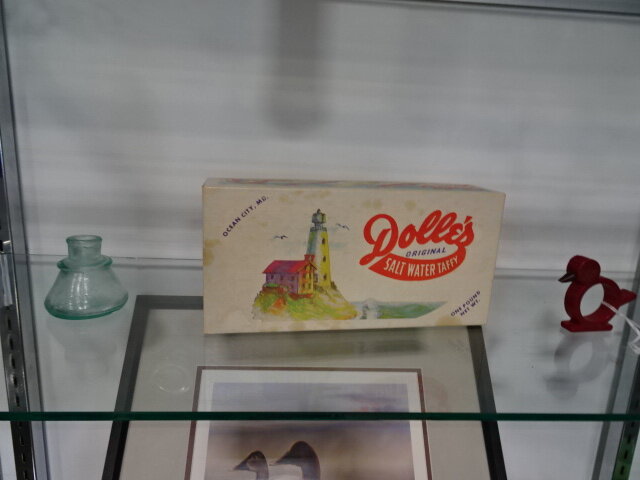 OCEAN CITY, MD.
Dolle's
ORIGINAL
SALT WATER TAFFY
ONE POUND
NET WT.